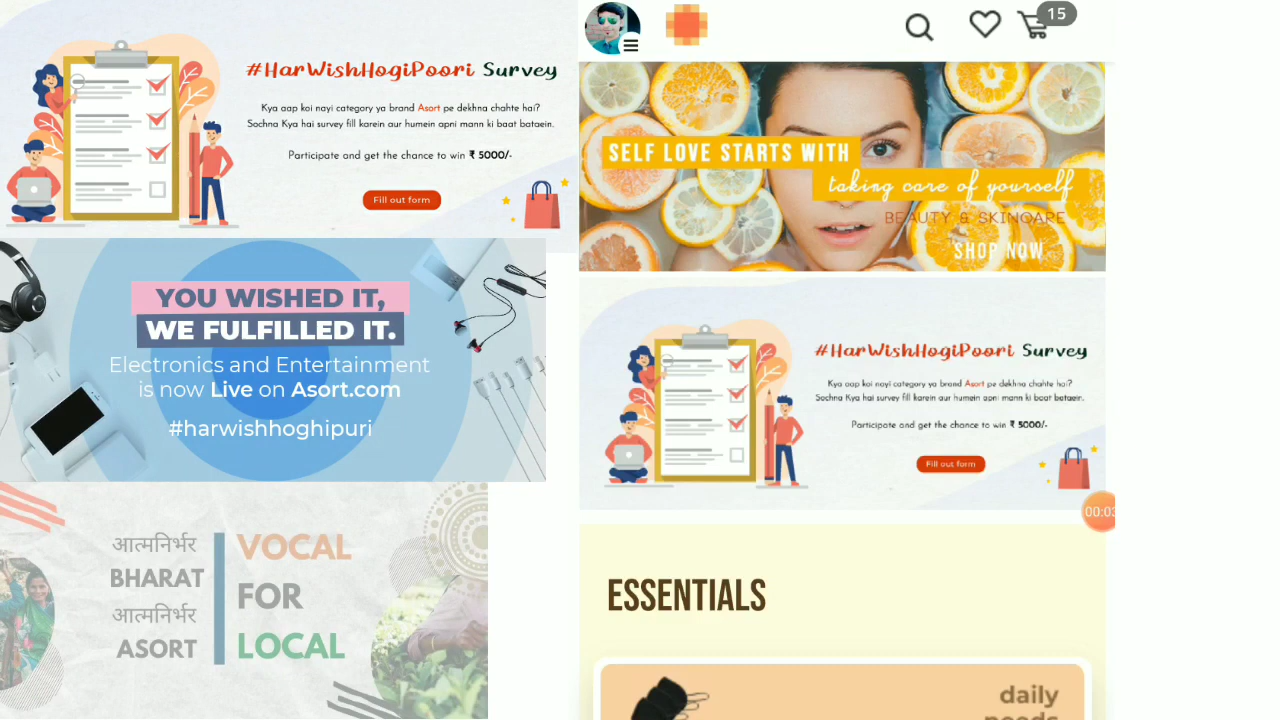 #HarWishHogiPoori Survey
Kya aap koi nayi category ya brand Asort pe dekhna chahte hai?
Sochna Kya hai survey fill karein aur humein apni mann ki baat bataein.
Participate and get the chance to win ₹ 5000/-
Fill out form
YOU WISHED IT,
WE FULFILLED IT.
Electronics and Entertainment
is now Live on Asort.com
#harwishhoghipuri
आत्मनिर्भर
BHARAT
आत्मनिर्भर
ASORT
VOCAL
FOR
LOCAL
15
SELF LOVE STARTS WITH
taking care of yourself
BEAUTY & SKINCARE
SHOP NOW
#HarWishHogiPoori Survey
Kya aap koi nayi category ya brand Asort pe dekhna chahte hai?
Sochna Kya hai survey fill karein aur humein apni mann ki baat bataein.
Participate and get the chance to win ₹ 5000/-
Fill out form
00:03
ESSENTIALS
daily
needs